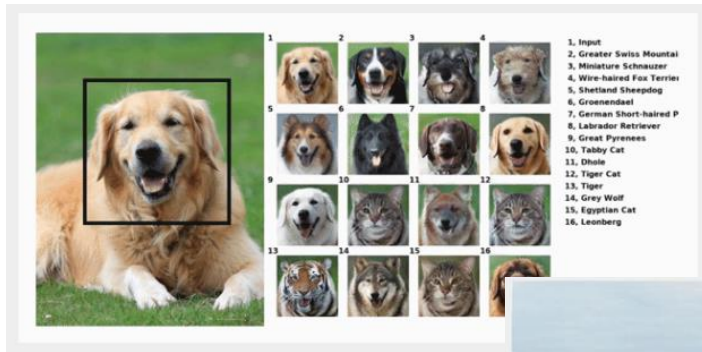 1 2 3 4
5 6 7 8
9 10 11 12
13 14 15 16
1, Input
2, Greater Swiss Mountai
3, Miniature Schnauzer
4, Wire-haired Fox Terrie
5, Shetland Sheepdog
6, Groenendael
7, German Short-haired P
8, Labrador Retriever
9, Great Pyrenees
10, Tabby Cat
11, Dhole
12, Tiger Cat
13, Tiger
14, Grey Wolf
15, Egyptian Cat
16, Leonberg